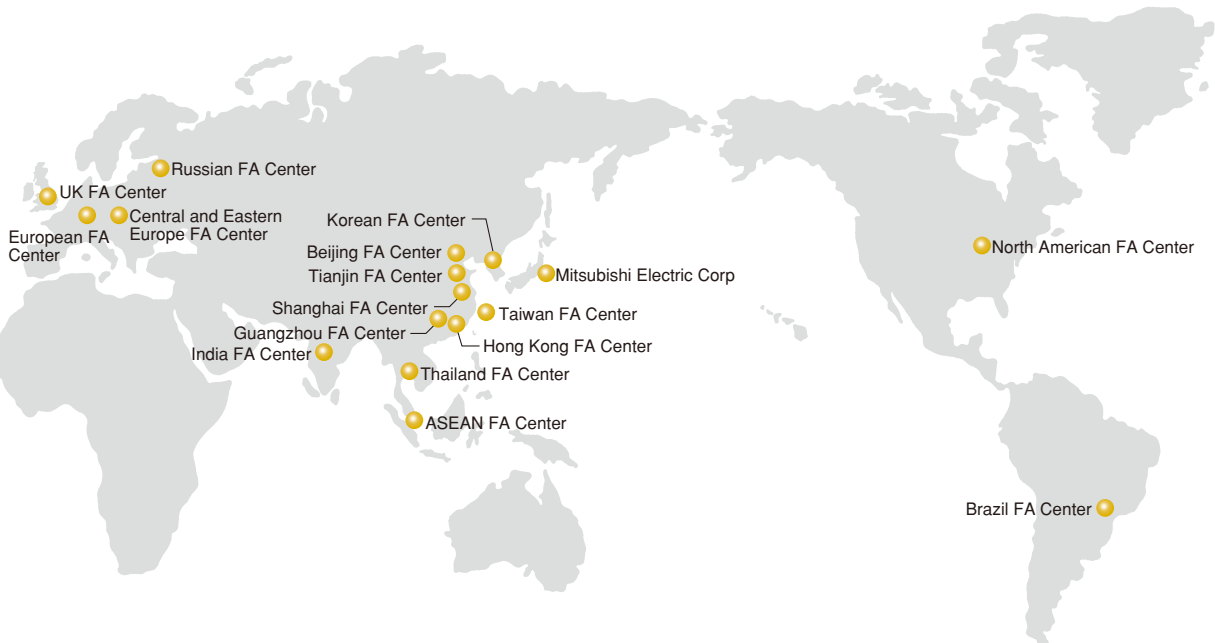 Russian FA Center
UK FA Center
Central and Eastern
Europe FA Center
European FA
Center
Korean FA Center
Beijing FA Center
Tianjin FA Center
Mitsubishi Electric Corp
Shanghai FA Center
Taiwan FA Center
Guangzhou FA Center
Hong Kong FA Center
India FA Center
Thailand FA Center
ASEAN FA Center
North American FA Center
Brazil FA Center